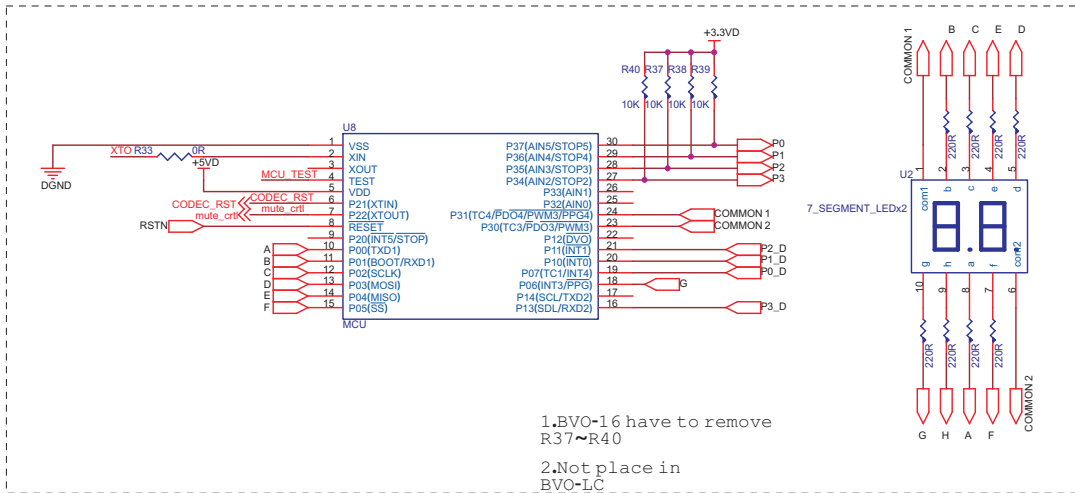 +3.3VD
R40 R37 R38 R39
10K 10K 10K 10K
U8
XTO R33 0R
+5VD
DGND
MCU_TEST
CODEC_RST CODEC_RST
mute_crtl mute_crtl
RSTN
A
B
C
D
E
F
1 VSS
2 XIN
3 XOUT
4 TEST
5 VDD
6 P21(XTIN)
7 P22(XTOUT)
8 RESET
9 P20(INT5/STOP)
10 P00(TXD1)
11 P01(BOOT/RXD1)
12 P02(SCLK)
13 P03(MOSI)
14 P04(MISO)
15 P05(SS)
MCU
P37(AIN5/STOP5) 30 P0
P36(AIN4/STOP4) 29 P1
P35(AIN3/STOP3) 28 P2
P34(AIN2/STOP2) 27 P3
P33(AIN1) 26
P32(AIN0) 25
P31(TC4/PDO4/PWM3/PPG4) 24 COMMON 1
P30(TC3/PDO3/PWM3) 23 COMMON 2
P12(DVO) 22
P11(INT1) 21 P2_D
P10(INT0) 20 P1_D
P07(TC1/INT4) 19 P0_D
P06(INT3/PPG) 18 G
P14(SCL/TXD2) 17
P13(SDL/RXD2) 16 P3_D
COMMON 1 B C E D
220R 220R 220R 220R
U2
1 2 3 4 5
com1 b c e d
7_SEGMENT_LEDx2
8.8.
g h a f com2
10 9 8 7 6
220R 220R 220R 220R
G H A F COMMON 2
1.BVO-16 have to remove
R37~R40
2.Not place in
BVO-LC